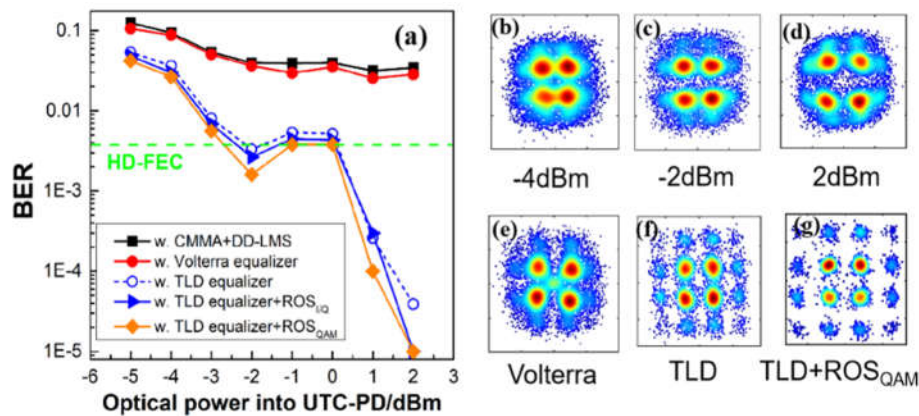 (a)
BER
0.1
0.01
1E-3
1E-4
1E-5
HD-FEC
w. CMMA+DD-LMS
w. Volterra equalizer
w. TLD equalizer
w. TLD equalizer+ROS_I/Q
w. TLD equalizer+ROS_QAM
-6 -5 -4 -3 -2 -1 0 1 2 3
Optical power into UTC-PD/dBm
(b) (c) (d)
-4dBm -2dBm 2dBm
(e) (f) (g)
Volterra TLD TLD+ROS_QAM